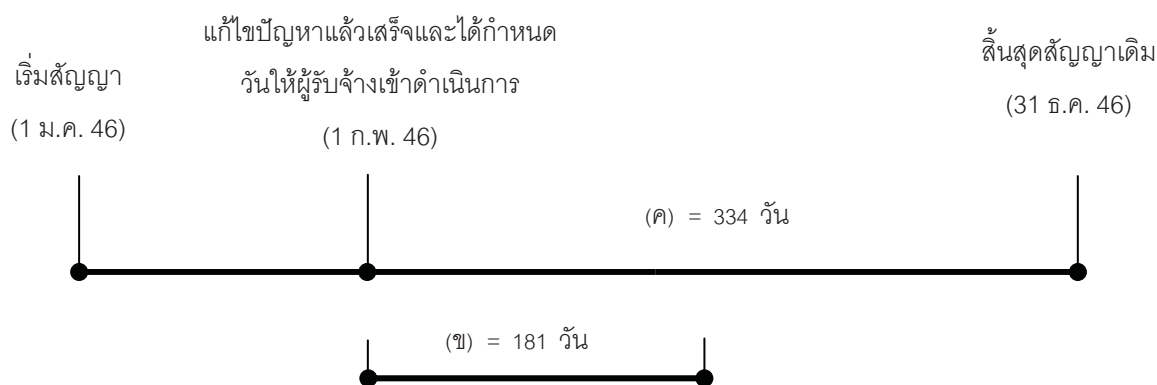 เริ่มสัญญา
(1 ม.ค. 46)
แก้ไขปัญหาแล้วเสร็จและได้กำหนด
วันให้ผู้รับจ้างเข้าดำเนินการ
(1 ก.พ. 46)
สิ้นสุดสัญญาเดิม
(31 ธ.ค. 46)
(ค) = 334 วัน
(ข) = 181 วัน